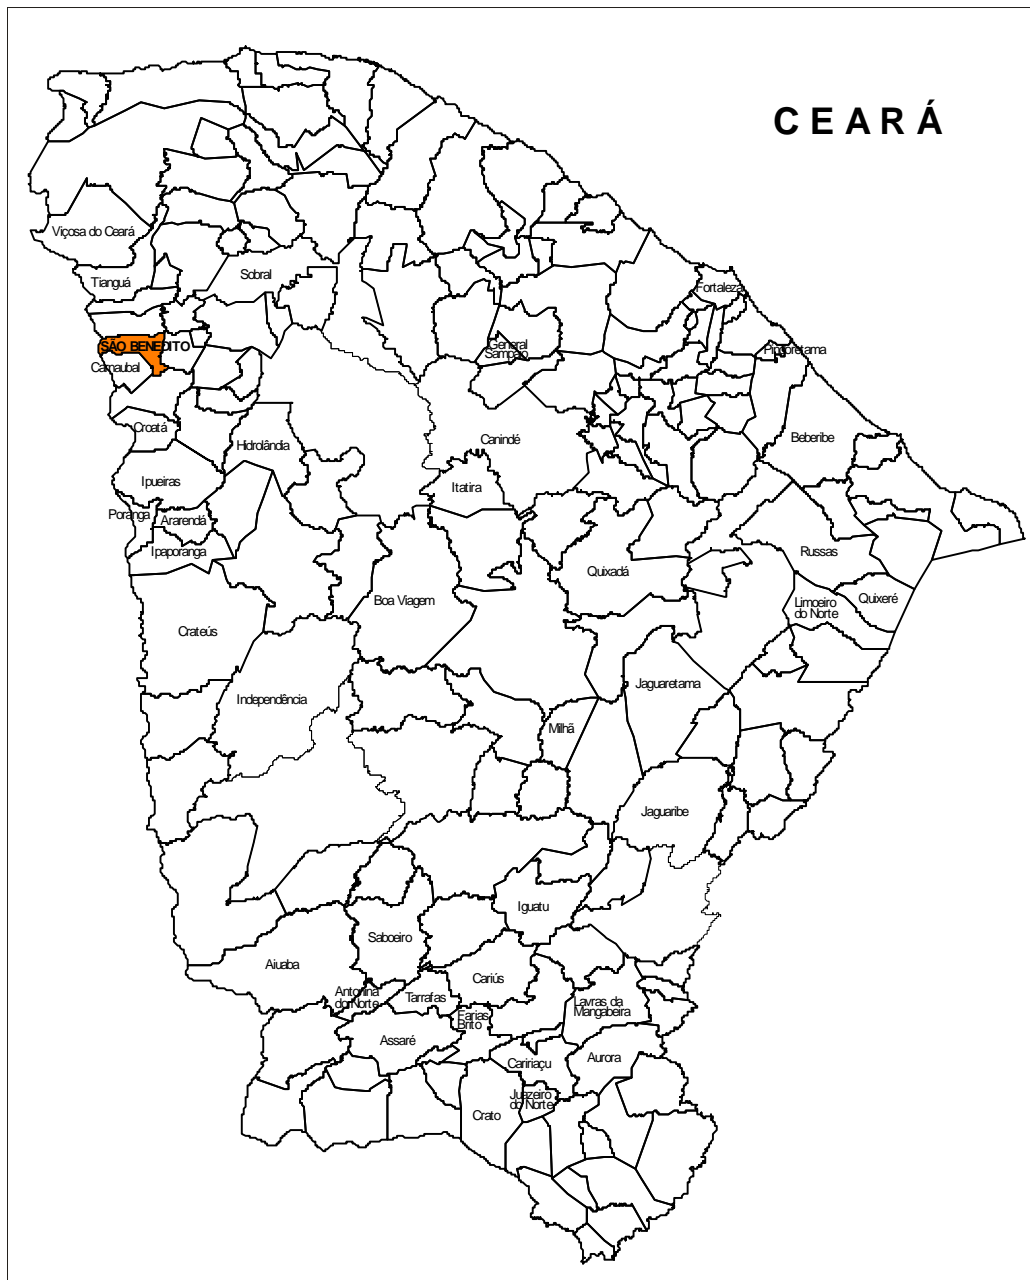 CEARÁ
Viçosa do Ceará
Tianguá
Sobral
Fortaleza
SÃO BENEDITO
General
Sampaio
Pindoretama
Carnaubal
Croatá
Hidrolândia
Canindé
Beberibe
Ipueiras
Itatira
Poranga
Ararendá
Ipaporanga
Russas
Quixadá
Boa Viagem
Limoeiro
do Norte
Quixeré
Crateús
Independência
Jaguaretama
Milhã
Jaguaribe
Iguatu
Saboeiro
Aiuaba
Cariús
Antonina
do Norte
Tarrafas
Lavras da
Mangabeira
Farias
Brito
Assaré
Caririaçu
Aurora
Juazeiro
do Norte
Crato